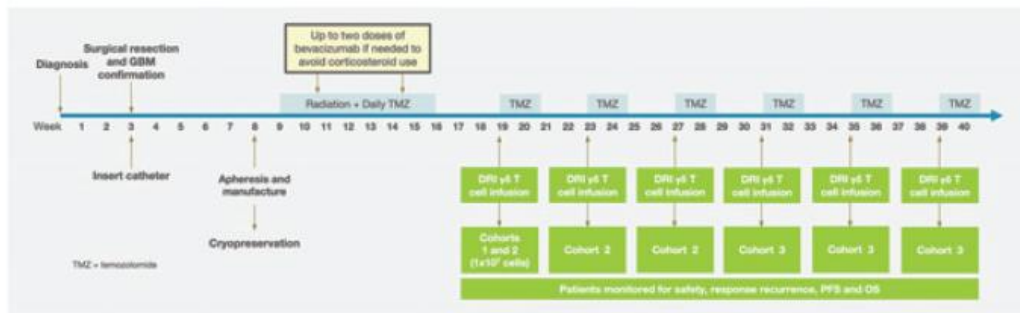 Up to two doses of
bevacizumab if needed to
avoid corticosteroid use
Surgical resection
and GBM
confirmation
Diagnosis
Radiation + Daily TMZ
TMZ
TMZ
TMZ
TMZ
TMZ
TMZ
Week 1 2 3 4 5 6 7 8 9 10 11 12 13 14 15 16 17 18 19 20 21 22 23 24 25 26 27 28 29 30 31 32 33 34 35 36 37 38 39 40
Insert catheter
Apheresis and
manufacture
Cryopreservation
DRI γδ T
cell infusion
DRI γδ T
cell infusion
DRI γδ T
cell infusion
DRI γδ T
cell infusion
DRI γδ T
cell infusion
DRI γδ T
cell infusion
Cohorts
1 and 2
(1x10⁷ cells)
Cohort 2
Cohort 2
Cohort 3
Cohort 3
Cohort 3
TMZ = temozolomide
Patients monitored for safety, response recurrence, PFS and OS